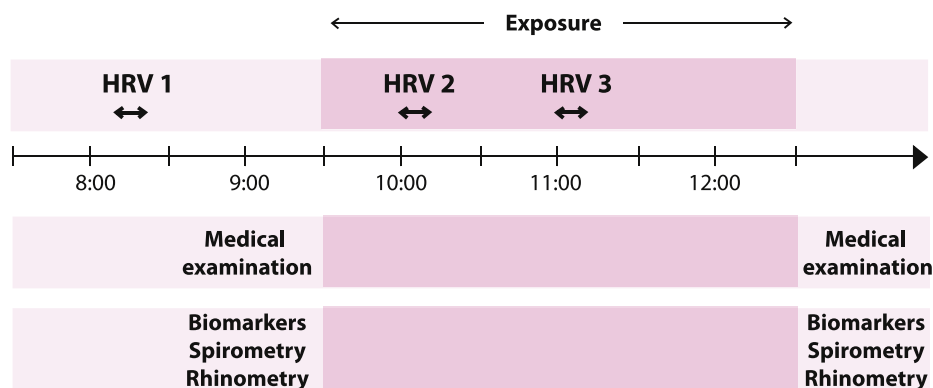 Exposure
HRV 1 HRV 2 HRV 3
8:00 9:00 10:00 11:00 12:00
Medical examination
Medical examination
Biomarkers
Spirometry
Rhinometry
Biomarkers
Spirometry
Rhinometry